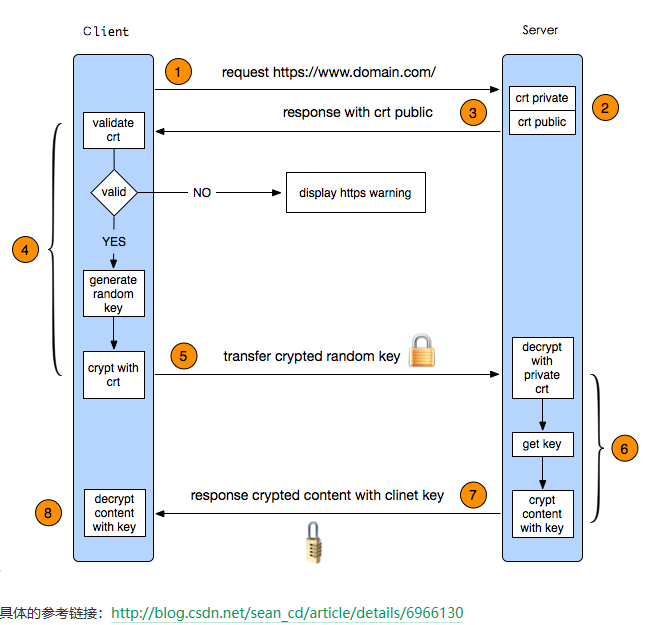 Client
Server
1
request https://www.domain.com/
crt private
2
response with crt public
3
crt public
validate
crt
valid
NO
display https warning
4
YES
generate
random
key
5
transfer crypted random key
decrypt
with
private
crt
crypt with
crt
get key
6
response crypted content with clinet key
7
8
decrypt
content
with key
crypt
content
with key
具体的参考链接：http://blog.csdn.net/sean_cd/article/details/6966130